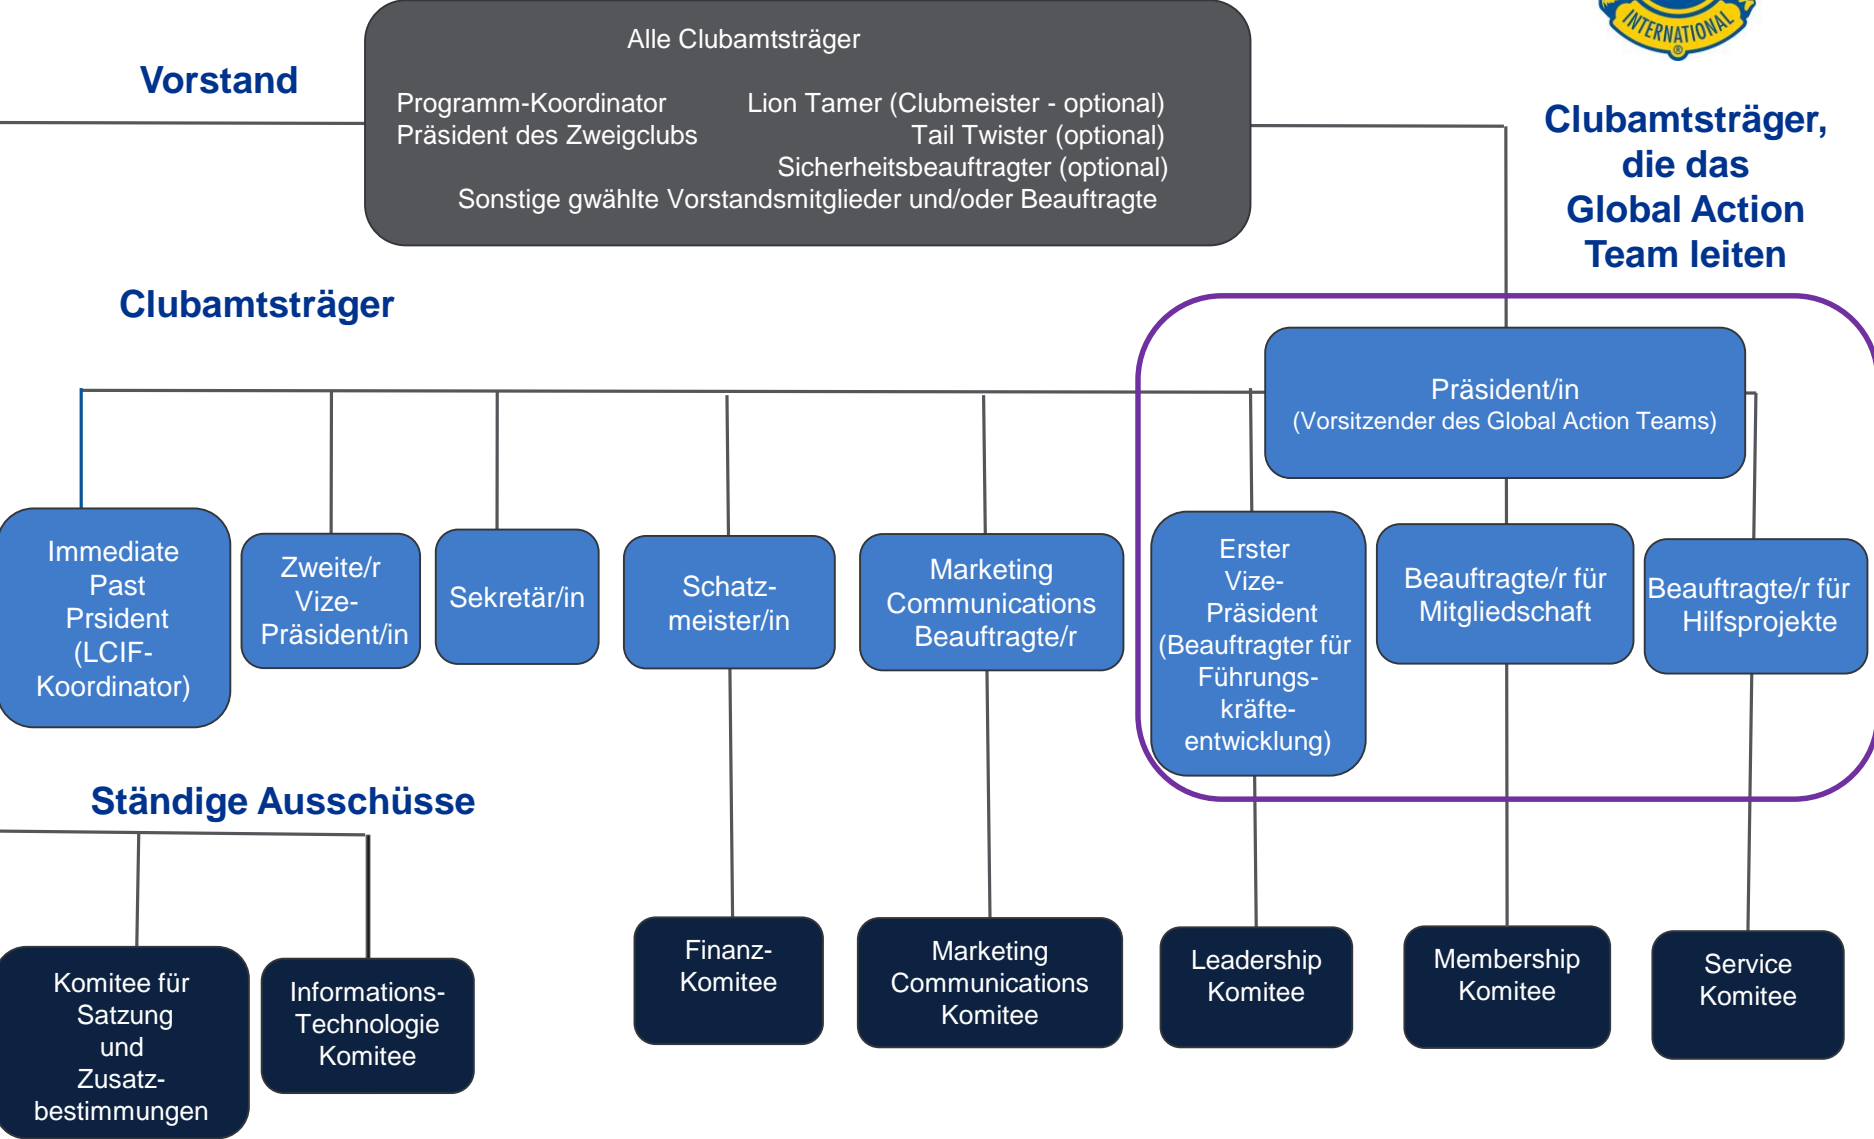 INTERNATIONAL
®
Vorstand
Alle Clubamtsträger
Programm-Koordinator
Lion Tamer (Clubmeister - optional)
Präsident des Zweigclubs
Tail Twister (optional)
Sicherheitsbeauftragter (optional)
Sonstige gwählte Vorstandsmitglieder und/oder Beauftragte
Clubamtsträger,
die das
Global Action
Team leiten
Clubamtsträger
Präsident/in
(Vorsitzender des Global Action Teams)
Immediate
Past
Prsident
(LCIF-
Koordinator)
Zweite/r
Vize-
Präsident/in
Sekretär/in
Schatz-
meister/in
Marketing
Communications
Beauftragte/r
Erster
Vize-
Präsident
(Beauftragter für
Führungs-
kräfte-
entwicklung)
Beauftragte/r für
Mitgliedschaft
Beauftragte/r für
Hilfsprojekte
Ständige Ausschüsse
Komitee für
Satzung
und
Zusatz-
bestimmungen
Informations-
Technologie
Komitee
Finanz-
Komitee
Marketing
Communications
Komitee
Leadership
Komitee
Membership
Komitee
Service
Komitee